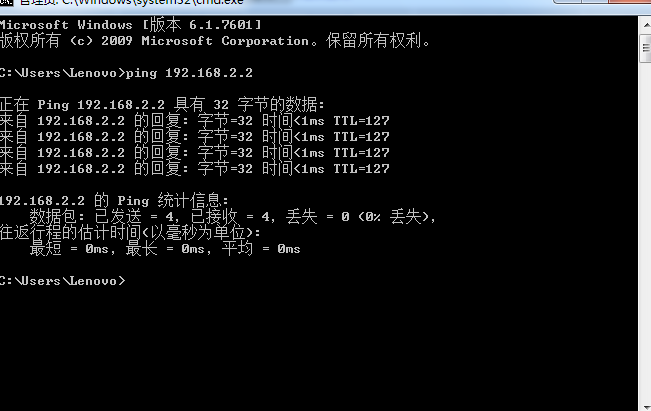 管理员: C:\Windows\system32\cmd.exe
Microsoft Windows [版本 6.1.7601]
版权所有 (c) 2009 Microsoft Corporation。保留所有权利。
C:\Users\Lenovo>ping 192.168.2.2
正在 Ping 192.168.2.2 具有 32 字节的数据:
来自 192.168.2.2 的回复: 字节=32 时间<1ms TTL=127
来自 192.168.2.2 的回复: 字节=32 时间<1ms TTL=127
来自 192.168.2.2 的回复: 字节=32 时间<1ms TTL=127
来自 192.168.2.2 的回复: 字节=32 时间<1ms TTL=127
192.168.2.2 的 Ping 统计信息:
数据包: 已发送 = 4, 已接收 = 4, 丢失 = 0 (0% 丢失),
往返行程的估计时间(以毫秒为单位):
最短 = 0ms, 最长 = 0ms, 平均 = 0ms
C:\Users\Lenovo>